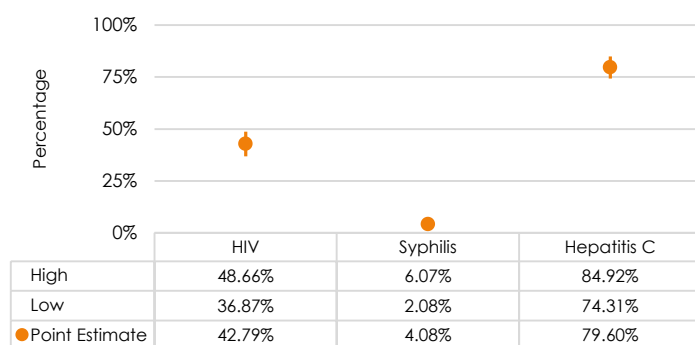 100%
75%
50%
25%
0%
Percentage
HIV Syphilis Hepatitis C
High 48.66% 6.07% 84.92%
Low 36.87% 2.08% 74.31%
Point Estimate 42.79% 4.08% 79.60%